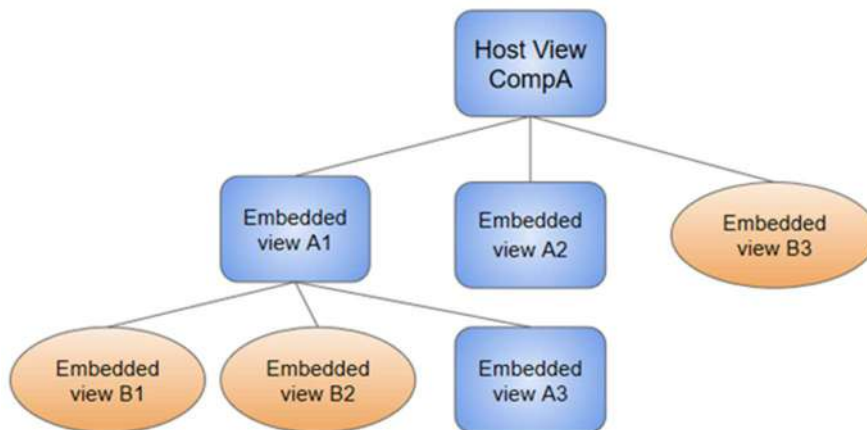 Host View
CompA
Embedded
view A1
Embedded
view A2
Embedded
view B3
Embedded
view B1
Embedded
view B2
Embedded
view A3